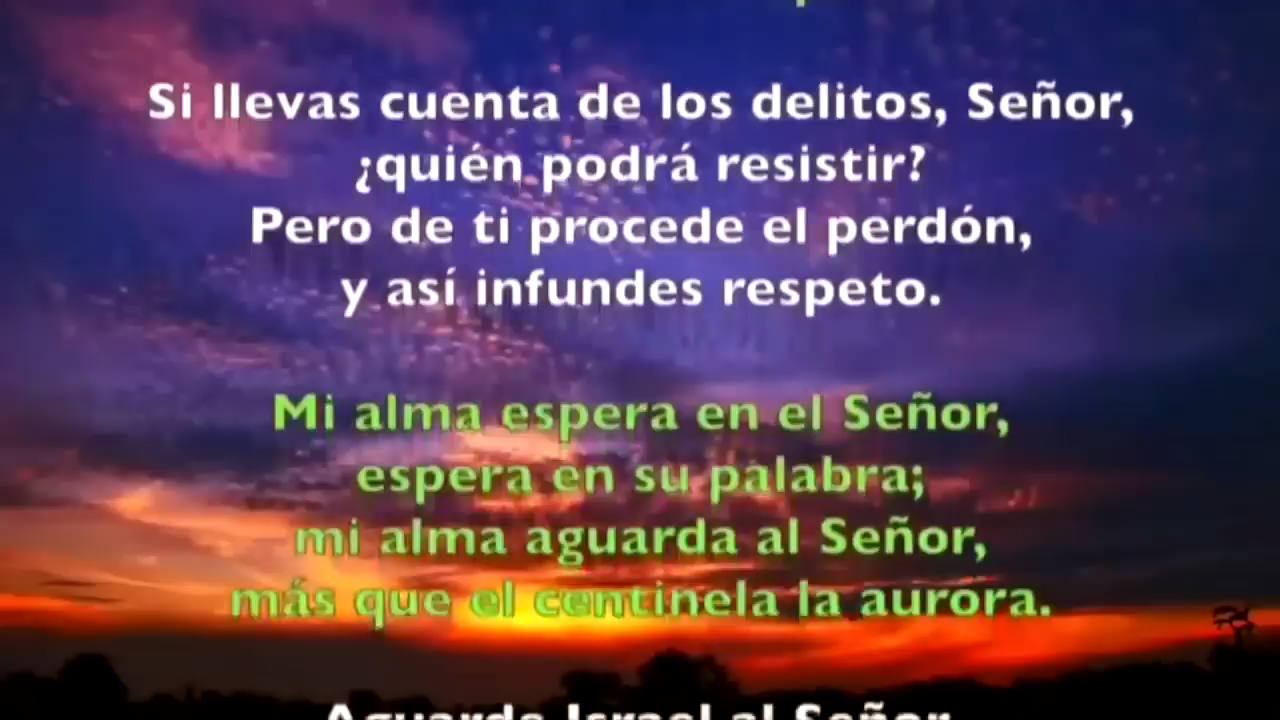 Si llevas cuenta de los delitos, Señor,
¿quién podrá resistir?
Pero de ti procede el perdón,
y así infundes respeto.
Mi alma espera en el Señor,
espera en su palabra;
mi alma aguarda al Señor,
más que el centinela la aurora.
Aguarde Israel al Señor